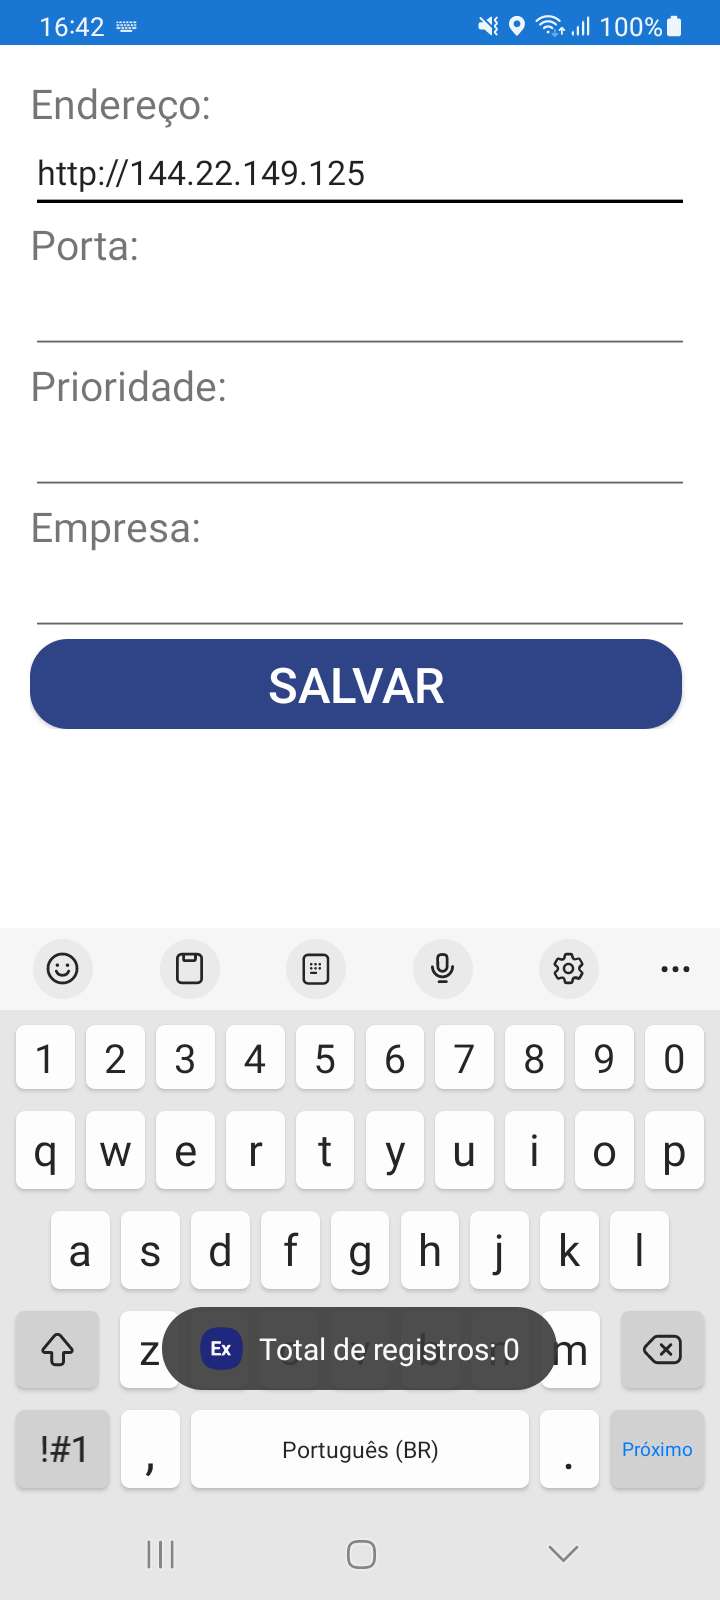 16:42 100%
Endereço:
http://144.22.149.125
Porta:
Prioridade:
Empresa:
SALVAR
1 2 3 4 5 6 7 8 9 0
q w e r t y u i o p
a s d f g h j k l
z m
Ex Total de registros: 0
!#1 , Português (BR) . Próximo